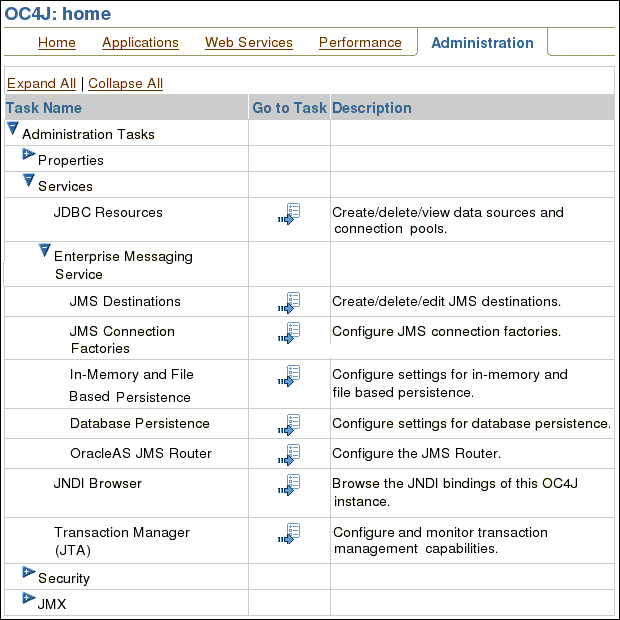 OC4J: home
Home Applications Web Services Performance Administration
Expand All | Collapse All
Task Name Go to Task Description
Administration Tasks
Properties
Services
JDBC Resources Create/delete/view data sources and
connection pools.
Enterprise Messaging
Service
JMS Destinations Create/delete/edit JMS destinations.
JMS Connection Configure JMS connection factories.
Factories
In-Memory and File Configure settings for in-memory and
Based Persistence file based persistence.
Database Persistence Configure settings for database persistence.
OracleAS JMS Router Configure the JMS Router.
JNDI Browser Browse the JNDI bindings of this OC4J
instance.
Transaction Manager Configure and monitor transaction
(JTA) management capabilities.
Security
JMX